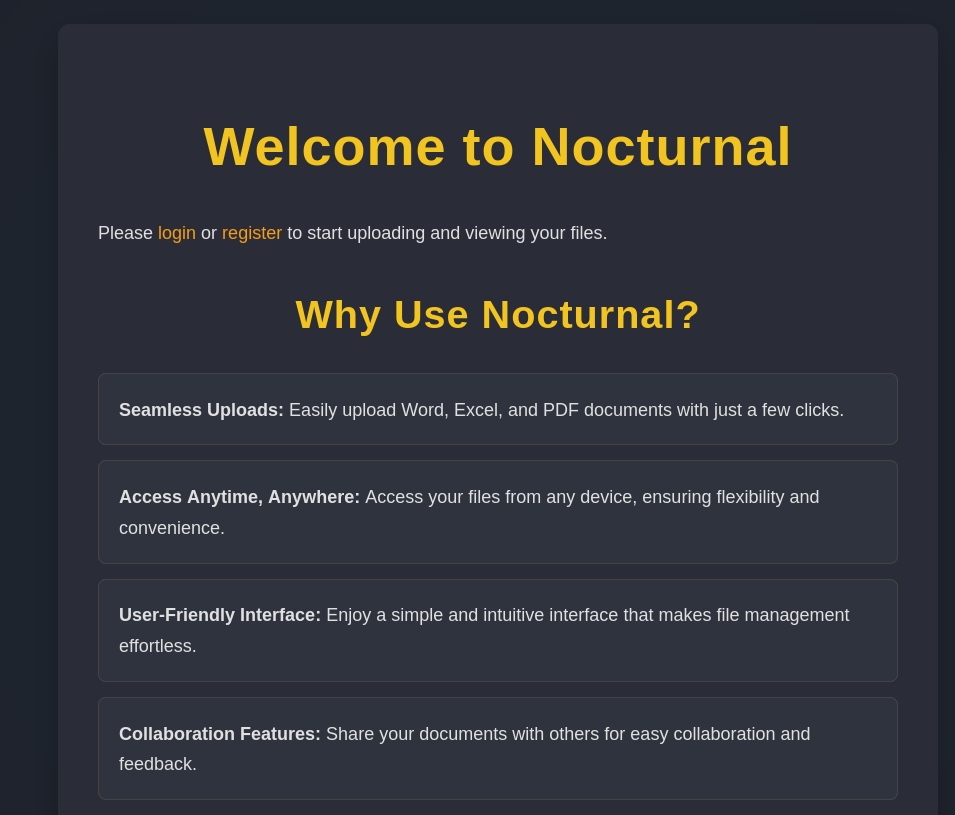 Welcome to Nocturnal
Please login or register to start uploading and viewing your files.
Why Use Nocturnal?
Seamless Uploads: Easily upload Word, Excel, and PDF documents with just a few clicks.
Access Anytime, Anywhere: Access your files from any device, ensuring flexibility and
convenience.
User-Friendly Interface: Enjoy a simple and intuitive interface that makes file management
effortless.
Collaboration Features: Share your documents with others for easy collaboration and
feedback.